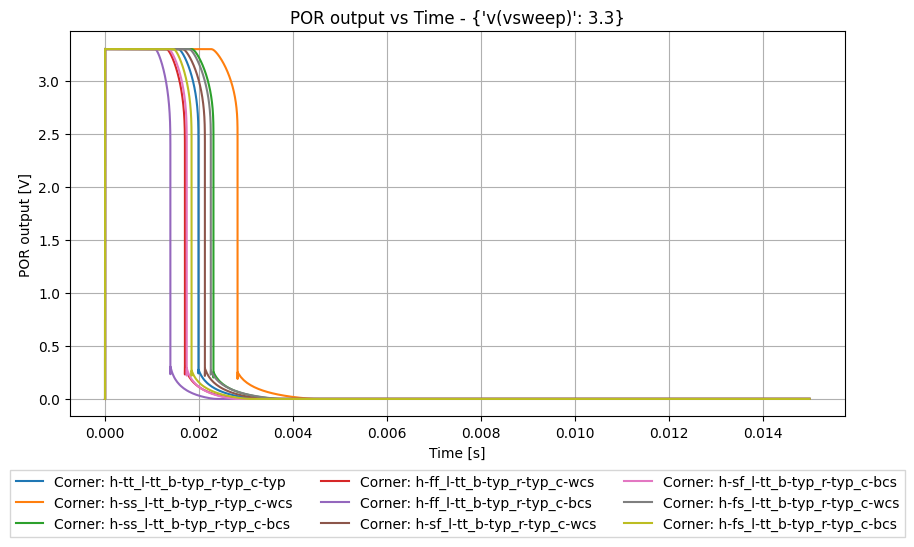 POR output vs Time - {'v(vsweep)': 3.3}
3.0
2.5
2.0
1.5
1.0
0.5
0.0
POR output [V]
0.000 0.002 0.004 0.006 0.008 0.010 0.012 0.014
Time [s]
Corner: h-tt_l-tt_b-typ_r-typ_c-typ
Corner: h-ss_l-tt_b-typ_r-typ_c-wcs
Corner: h-ss_l-tt_b-typ_r-typ_c-bcs
Corner: h-ff_l-tt_b-typ_r-typ_c-wcs
Corner: h-ff_l-tt_b-typ_r-typ_c-bcs
Corner: h-sf_l-tt_b-typ_r-typ_c-wcs
Corner: h-sf_l-tt_b-typ_r-typ_c-bcs
Corner: h-fs_l-tt_b-typ_r-typ_c-wcs
Corner: h-fs_l-tt_b-typ_r-typ_c-bcs